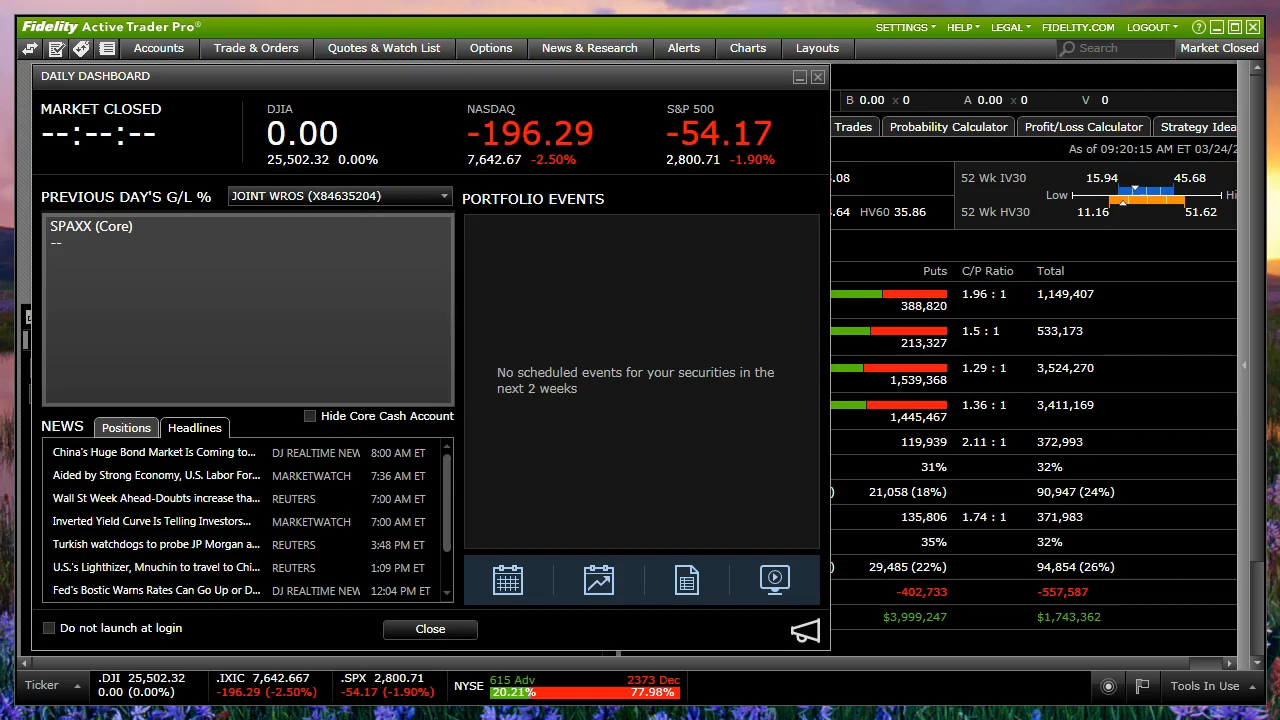 Fidelity Active Trader Pro®
SETTINGS HELP LEGAL FIDELITY.COM LOGOUT
Accounts Trade & Orders Quotes & Watch List Options News & Research Alerts Charts Layouts Search Market Closed
DAILY DASHBOARD
MARKET CLOSED
--:--:--
DJIA
0.00
25,502.32 0.00%
NASDAQ
-196.29
7,642.67 -2.50%
S&P 500
-54.17
2,800.71 -1.90%
PREVIOUS DAY'S G/L % JOINT WROS (X84635204)
SPAXX (Core)
--
Hide Core Cash Account
PORTFOLIO EVENTS
No scheduled events for your securities in the
next 2 weeks
NEWS Positions Headlines
China's Huge Bond Market Is Coming to... DJ REALTIME NEW 8:00 AM ET
Aided by Strong Economy, U.S. Labor For... MARKETWATCH 7:36 AM ET
Wall St Week Ahead-Doubts increase tha... REUTERS 7:00 AM ET
Inverted Yield Curve Is Telling Investors... MARKETWATCH 7:00 AM ET
Turkish watchdogs to probe JP Morgan a... REUTERS 3:48 PM ET
U.S.'s Lighthizer, Mnuchin to travel to Chi... REUTERS 1:09 PM ET
Fed's Bostic Warns Rates Can Go Up or D... DJ REALTIME NEW 12:04 PM ET
Do not launch at login Close
B 0.00 x 0 A 0.00 x 0 V 0
Trades Probability Calculator Profit/Loss Calculator Strategy Idea
As of 09:20:15 AM ET 03/24/2
.08 52 Wk IV30 15.94 45.68
Low Hi
.64 HV60 35.86 52 Wk HV30 11.16 51.62
Puts C/P Ratio Total
388,820 1.96 : 1 1,149,407
213,327 1.5 : 1 533,173
1,539,368 1.29 : 1 3,524,270
1,445,467 1.36 : 1 3,411,169
119,939 2.11 : 1 372,993
31% 32%
) 21,058 (18%) 90,947 (24%)
135,806 1.74 : 1 371,983
35% 32%
) 29,485 (22%) 94,854 (26%)
-402,733 -557,587
$3,999,247 $1,743,362
Ticker
.DJI 25,502.32
0.00 (0.00%)
.IXIC 7,642.667
-196.29 (-2.50%)
.SPX 2,800.71
-54.17 (-1.90%)
NYSE
615 Adv 2373 Dec
20.21% 77.98%
Tools In Use